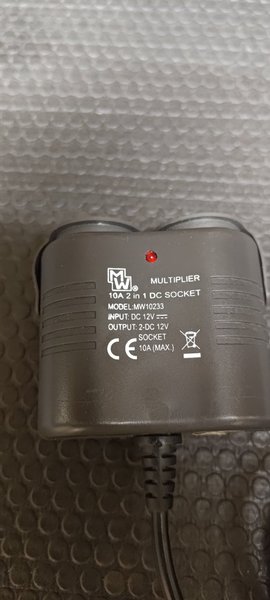 MW MULTIPLIER
10A 2 in 1 DC SOCKET
MODEL:MW10233
INPUT: DC 12V ⎓
OUTPUT: 2-DC 12V
SOCKET
CE 10A (MAX.)